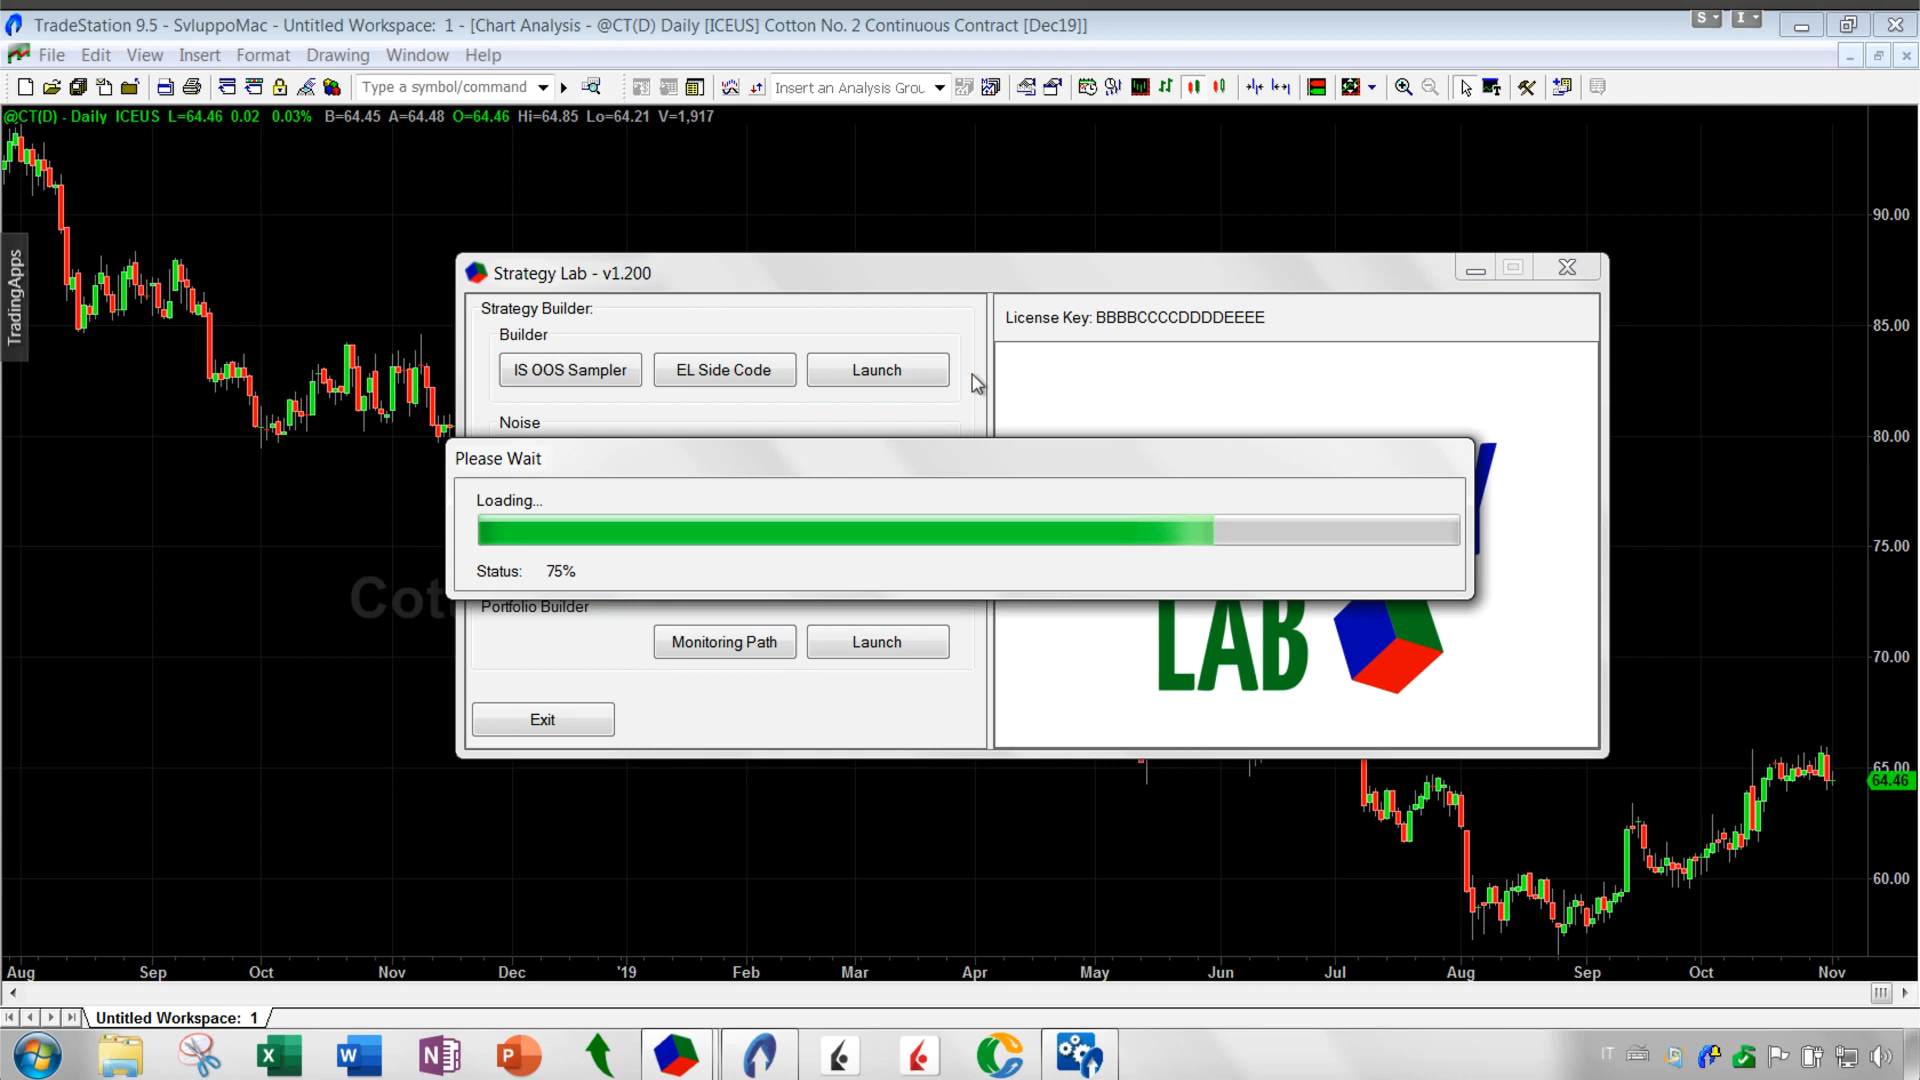 TradeStation 9.5 - SvluppoMac - Untitled Workspace: 1 - [Chart Analysis - @CT(D) Daily [ICEUS] Cotton No. 2 Continuous Contract [Dec19]]
S I
File Edit View Insert Format Drawing Window Help
Type a symbol/command Insert an Analysis Grou
@CT(D) - Daily ICEUS L=64.46 0.02 0.03% B=64.45 A=64.48 O=64.46 Hi=64.85 Lo=64.21 V=1,917
TradingApps
90.00
85.00
80.00
75.00
70.00
65.00
64.46
60.00
Strategy Lab - v1.200
Strategy Builder:
Builder
IS OOS Sampler EL Side Code Launch
Noise
License Key: BBBBCCCCDDDDEEEE
Please Wait
Loading...
Status: 75%
Cot
Portfolio Builder
Monitoring Path Launch
Exit
LAB
Aug Sep Oct Nov Dec '19 Feb Mar Apr May Jun Jul Aug Sep Oct Nov
Untitled Workspace: 1
IT